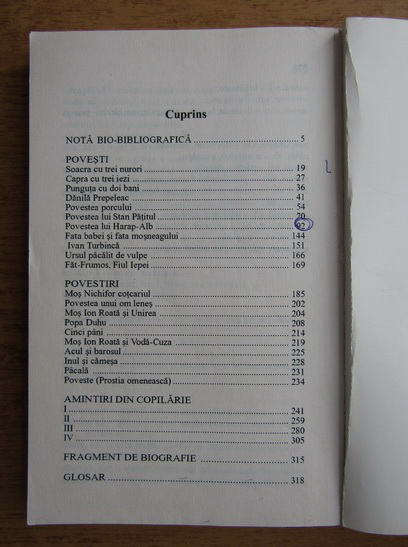 Cuprins
NOTĂ BIO-BIBLIOGRAFICĂ 5
POVEȘTI
Soacra cu trei nurori 19
Capra cu trei iezi 27
Punguța cu doi bani 36
Dănilă Prepeleac 41
Povestea porcului 54
Povestea lui Stan Pățitul 70
Povestea lui Harap-Alb 92
Fata babei și fata moșneagului 144
Ivan Turbincă 151
Ursul păcălit de vulpe 166
Făt-Frumos, Fiul Iepei 169
POVESTIRI
Moș Nichifor coțcariul 185
Povestea unui om leneș 202
Moș Ion Roată și Unirea 204
Popa Duhu 208
Cinci pâni 214
Moș Ion Roată și Vodă-Cuza 219
Acul și barosul 225
Inul și cămeșa 228
Păcală 231
Poveste (Prostia omenească) 234
AMINTIRI DIN COPILĂRIE
I 241
II 259
III 280
IV 305
FRAGMENT DE BIOGRAFIE 315
GLOSAR 318